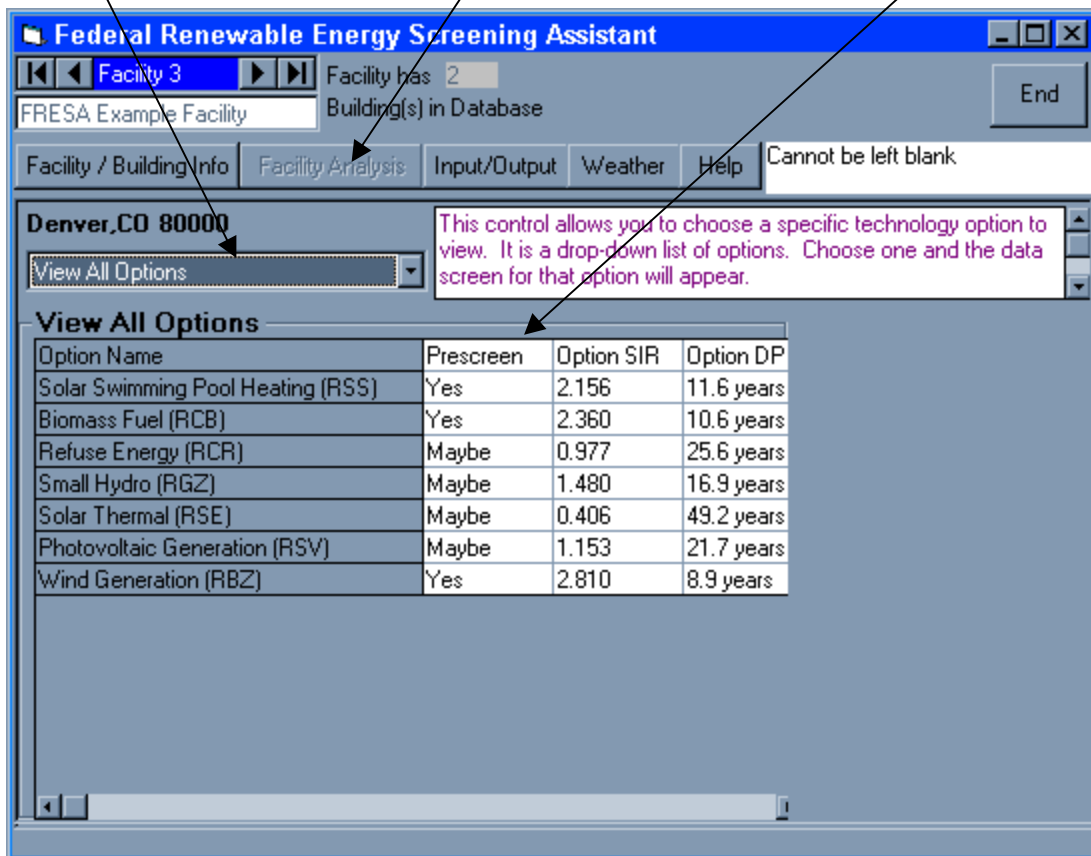 Federal Renewable Energy Screening Assistant
Facility 3
Facility has 2
Building(s) in Database
FRESA Example Facility
End
Facility / Building Info
Facility Analysis
Input/Output
Weather
Help
Cannot be left blank
Denver,CO 80000
View All Options
This control allows you to choose a specific technology option to
view. It is a drop-down list of options. Choose one and the data
screen for that option will appear.
View All Options
Option Name Prescreen Option SIR Option DP
Solar Swimming Pool Heating (RSS) Yes 2.156 11.6 years
Biomass Fuel (RCB) Yes 2.360 10.6 years
Refuse Energy (RCR) Maybe 0.977 25.6 years
Small Hydro (RGZ) Maybe 1.480 16.9 years
Solar Thermal (RSE) Maybe 0.406 49.2 years
Photovoltaic Generation (RSV) Maybe 1.153 21.7 years
Wind Generation (RBZ) Yes 2.810 8.9 years